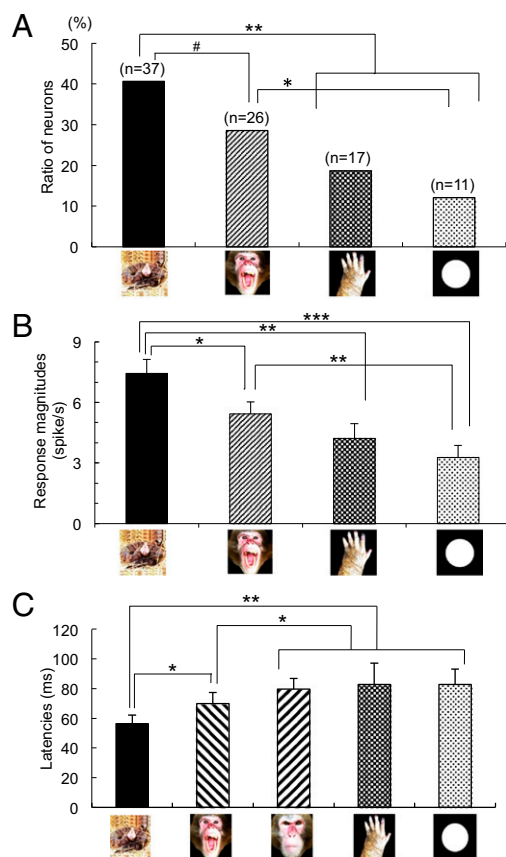 A
(%)
**
50
(n=37)
#
40
(n=26)
*
30
(n=17)
20
(n=11)
10
0
Ratio of neurons
B
***
**
9
*
**
6
3
0
Response magnitudes
(spike/s)
C
**
120
*
100
80
*
60
40
20
0
Latencies (ms)